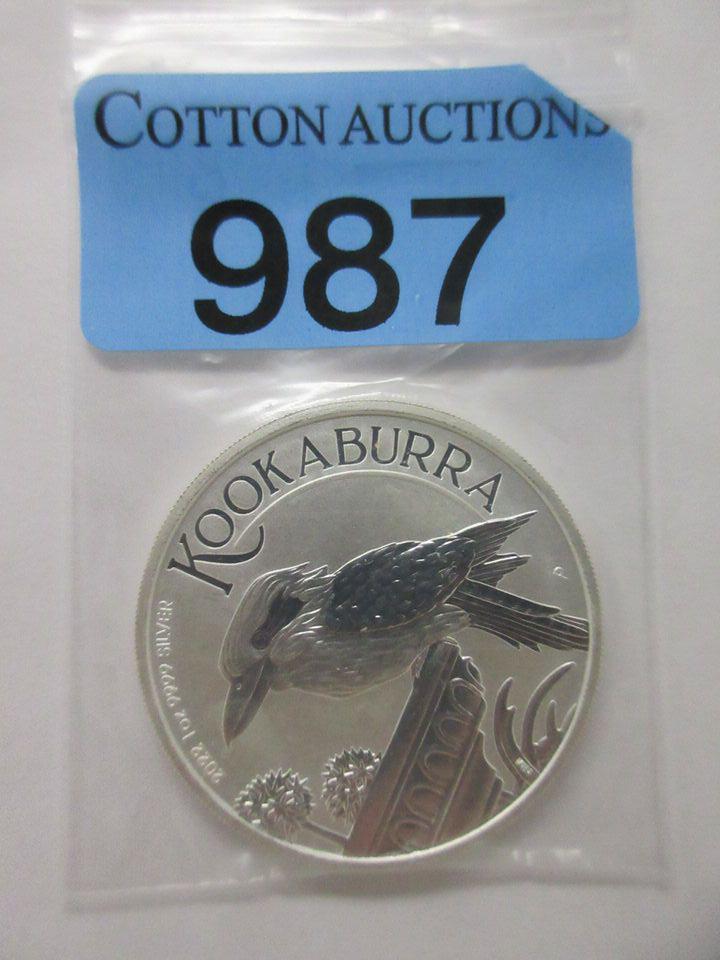 COTTON AUCTIONS
987
KOOKABURRA
2022 1oz 9999 SILVER
P